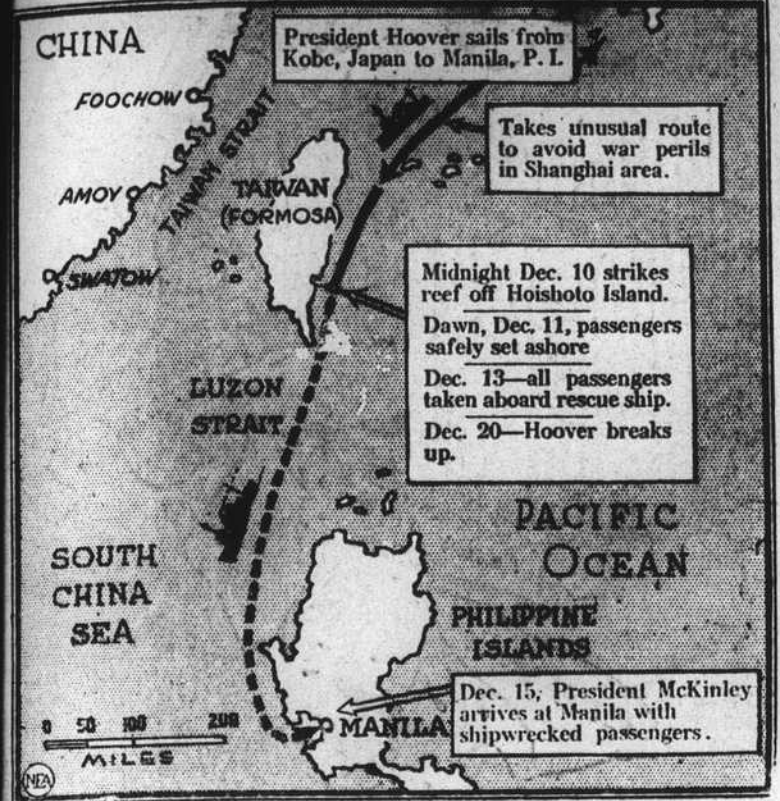 CHINA
President Hoover sails from
Kobe, Japan to Manila, P. I.
FOOCHOW
TAIWAN STRAIT
Takes unusual route
to avoid war perils
in Shanghai area.
AMOY
TAIWAN
(FORMOSA)
SWATOW
Midnight Dec. 10 strikes
reef off Hoishoto Island.
Dawn, Dec. 11, passengers
safely set ashore
Dec. 13—all passengers
taken aboard rescue ship.
Dec. 20—Hoover breaks
up.
LUZON
STRAIT
PACIFIC
OCEAN
SOUTH
CHINA
SEA
PHILIPPINE
ISLANDS
Dec. 15, President McKinley
arrives at Manila with
shipwrecked passengers.
MANILA
0 50 100 200
MILES
NEA